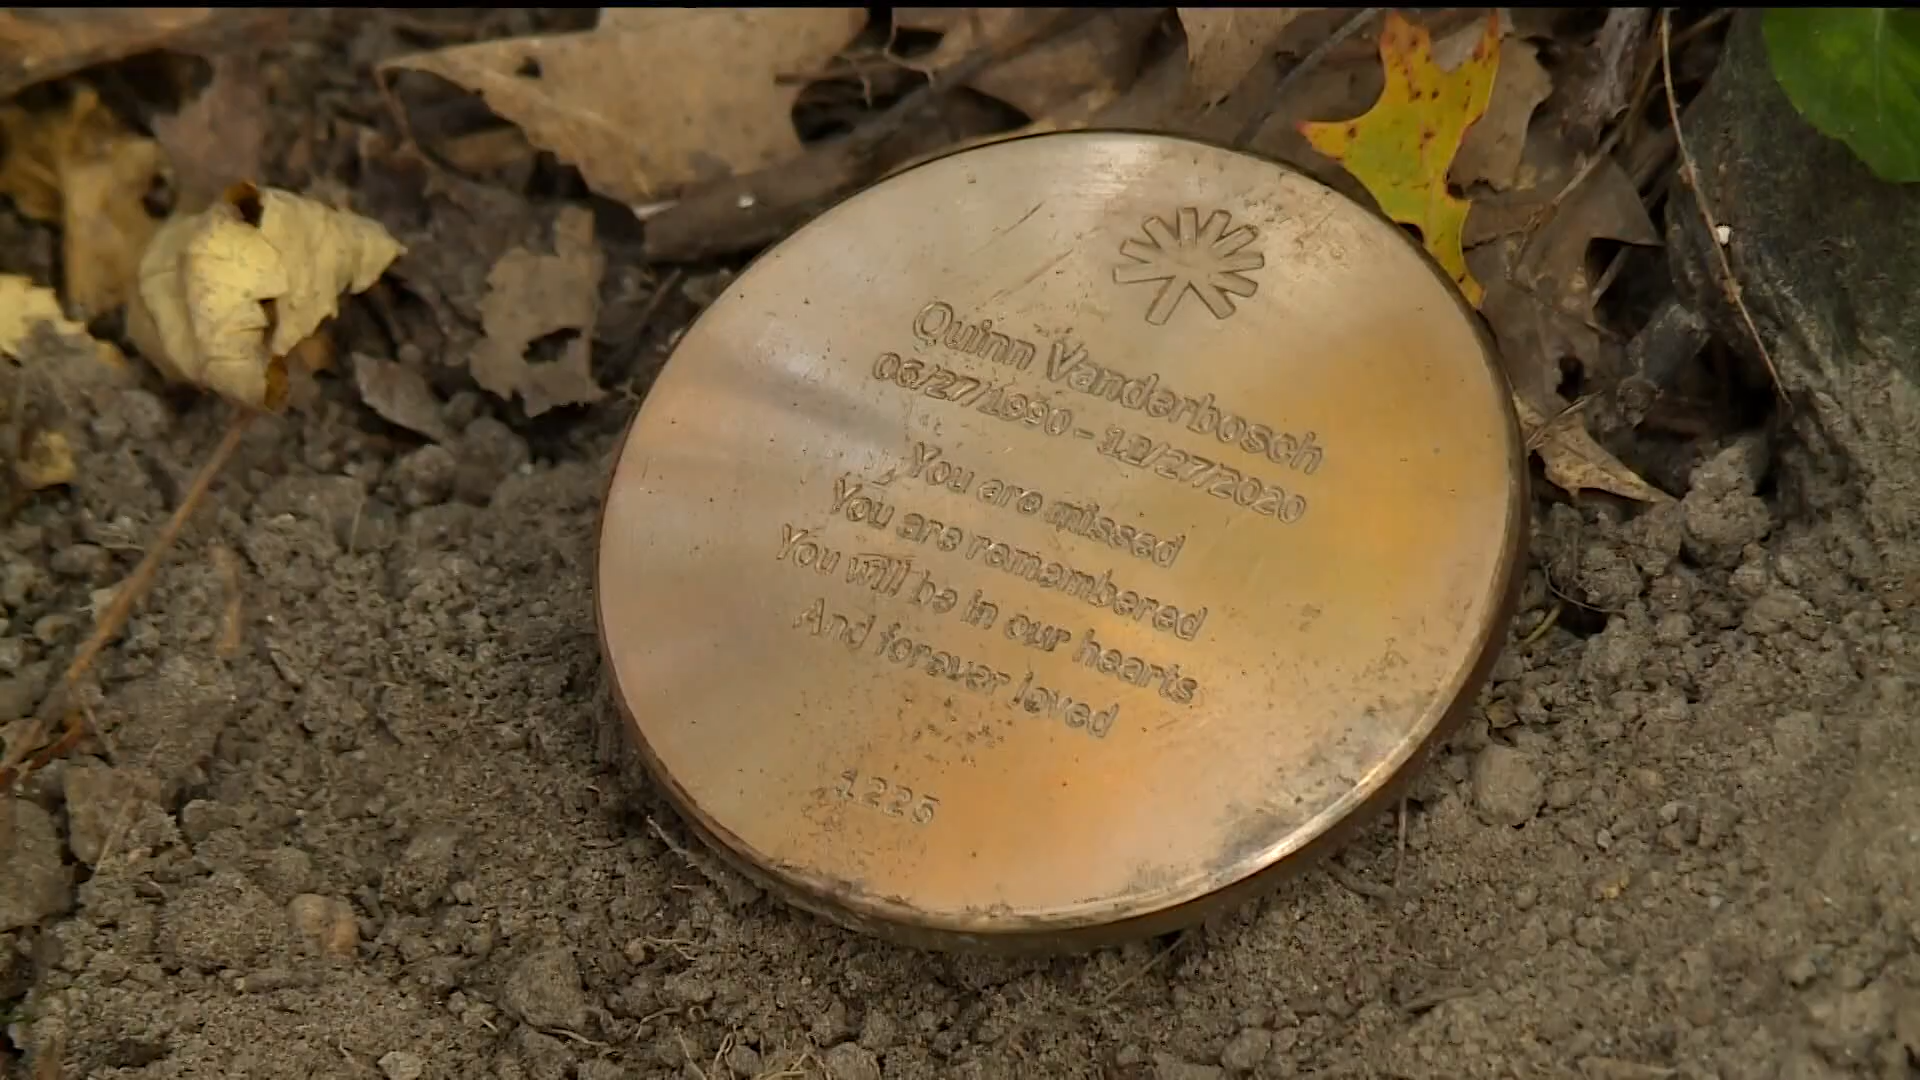 Quinn Vanderbosch
06/27/1990 - 12/27/2020
You are missed
You are remembered
You will be in our hearts
And forever loved
1225